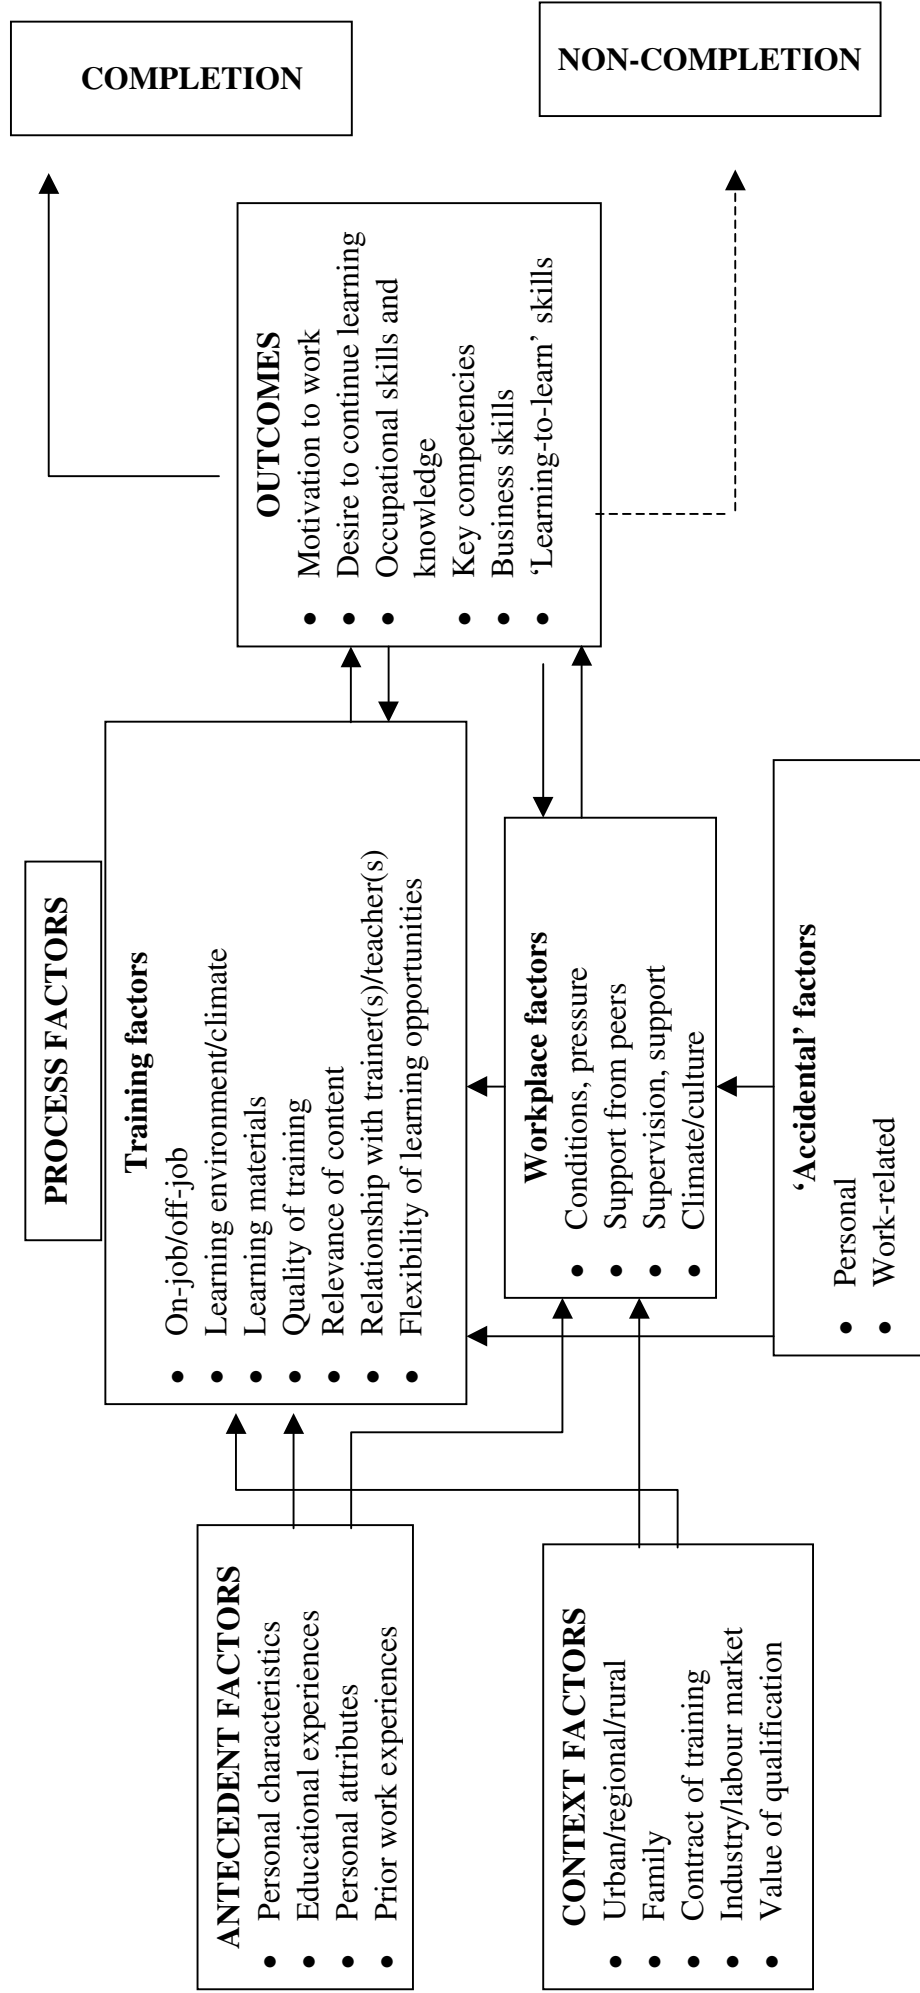 ANTECEDENT FACTORS
• Personal characteristics
• Educational experiences
• Personal attributes
• Prior work experiences
CONTEXT FACTORS
• Urban/regional/rural
• Family
• Contract of training
• Industry/labour market
• Value of qualification
PROCESS FACTORS
Training factors
• On-job/off-job
• Learning environment/climate
• Learning materials
• Quality of training
• Relevance of content
• Relationship with trainer(s)/teacher(s)
• Flexibility of learning opportunities
Workplace factors
• Conditions, pressure
• Support from peers
• Supervision, support
• Climate/culture
‘Accidental’ factors
• Personal
• Work-related
OUTCOMES
• Motivation to work
• Desire to continue learning
• Occupational skills and
knowledge
• Key competencies
• Business skills
• ‘Learning-to-learn’ skills
COMPLETION
NON-COMPLETION